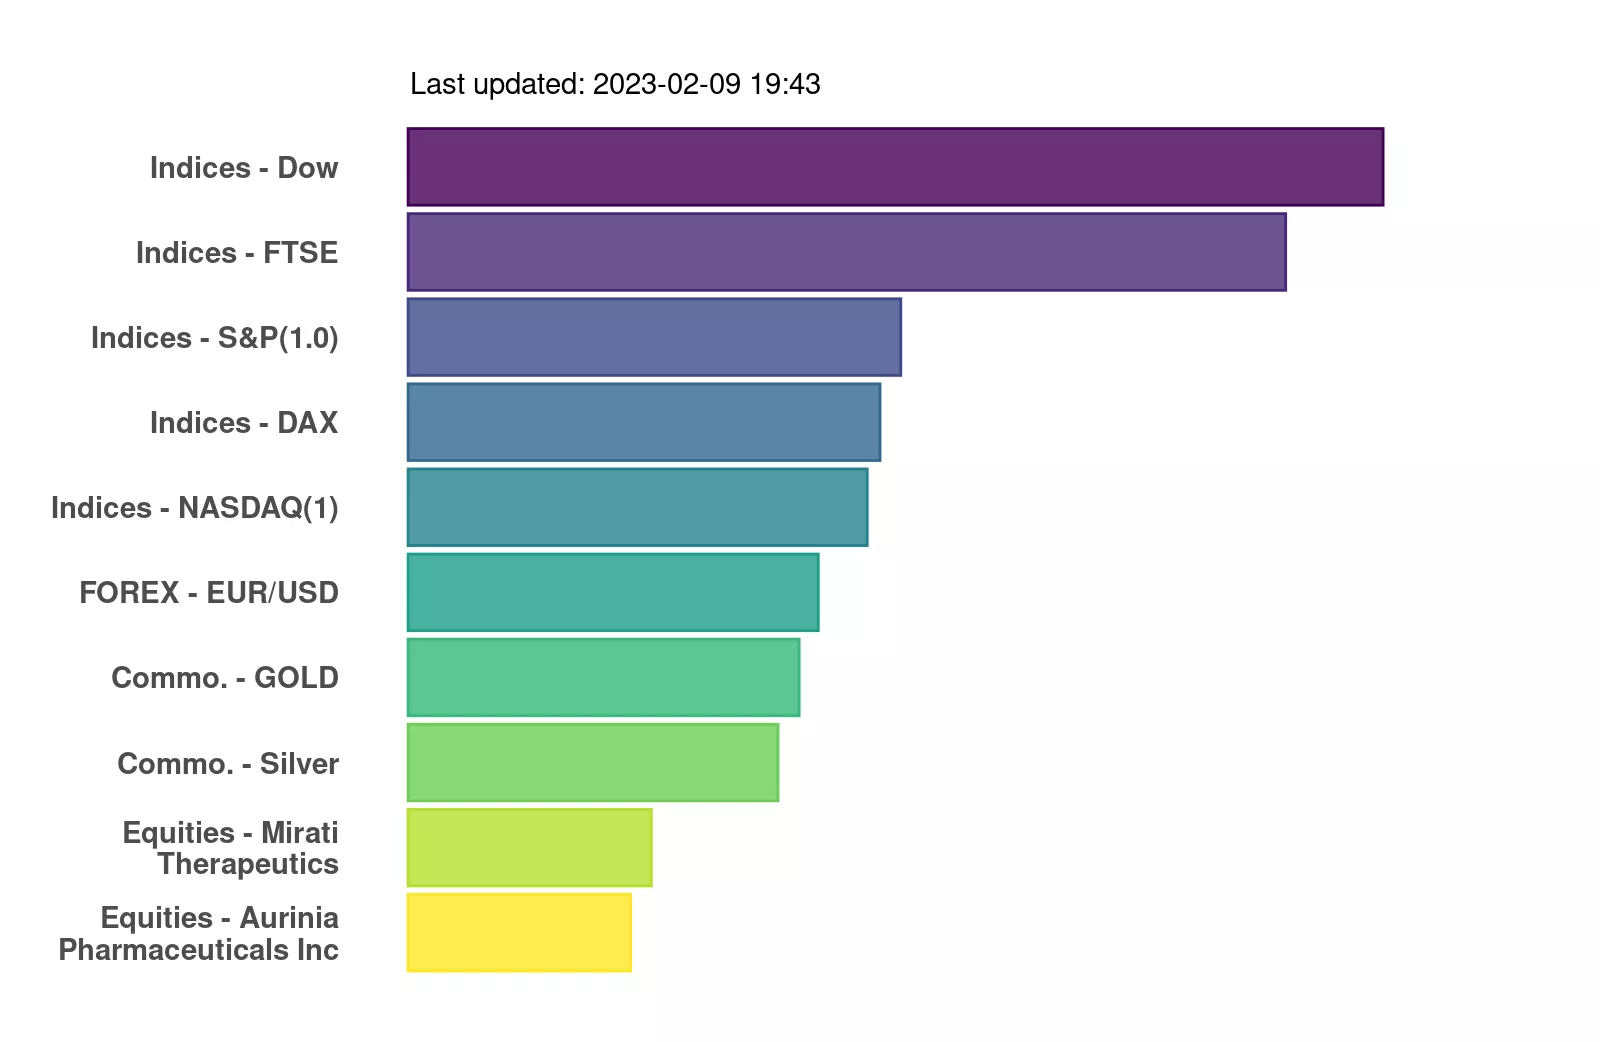 Last updated: 2023-02-09 19:43
Indices - Dow
Indices - FTSE
Indices - S&P(1.0)
Indices - DAX
Indices - NASDAQ(1)
FOREX - EUR/USD
Commo. - GOLD
Commo. - Silver
Equities - Mirati
Therapeutics
Equities - Aurinia
Pharmaceuticals Inc